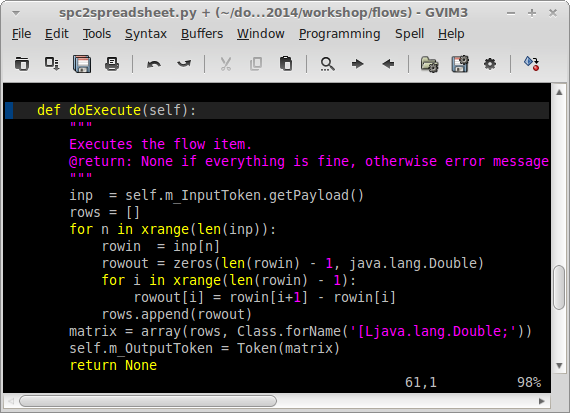 spc2spreadsheet.py + (~/do...2014/workshop/flows) - GVIM3
File Edit Tools Syntax Buffers Window Programming Spell Help
def doExecute(self):
"""
Executes the flow item.
@return: None if everything is fine, otherwise error message
"""
inp  = self.m_InputToken.getPayload()
rows = []
for n in xrange(len(inp)):
rowin  = inp[n]
rowout = zeros(len(rowin) - 1, java.lang.Double)
for i in xrange(len(rowin) - 1):
rowout[i] = rowin[i+1] - rowin[i]
rows.append(rowout)
matrix = array(rows, Class.forName('[Ljava.lang.Double;'))
self.m_OutputToken = Token(matrix)
return None
61,1 98%